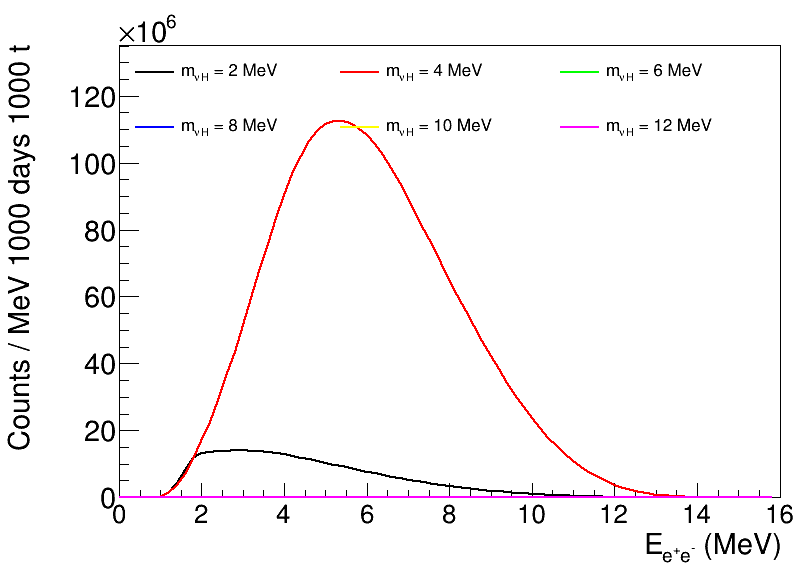 ×10⁶
Counts / MeV 1000 days 1000 t
m_νH = 2 MeV m_νH = 4 MeV m_νH = 6 MeV
m_νH = 8 MeV m_νH = 10 MeV m_νH = 12 MeV
120
100
80
60
40
20
0
0 2 4 6 8 10 12 14 16
E_e⁺e⁻ (MeV)